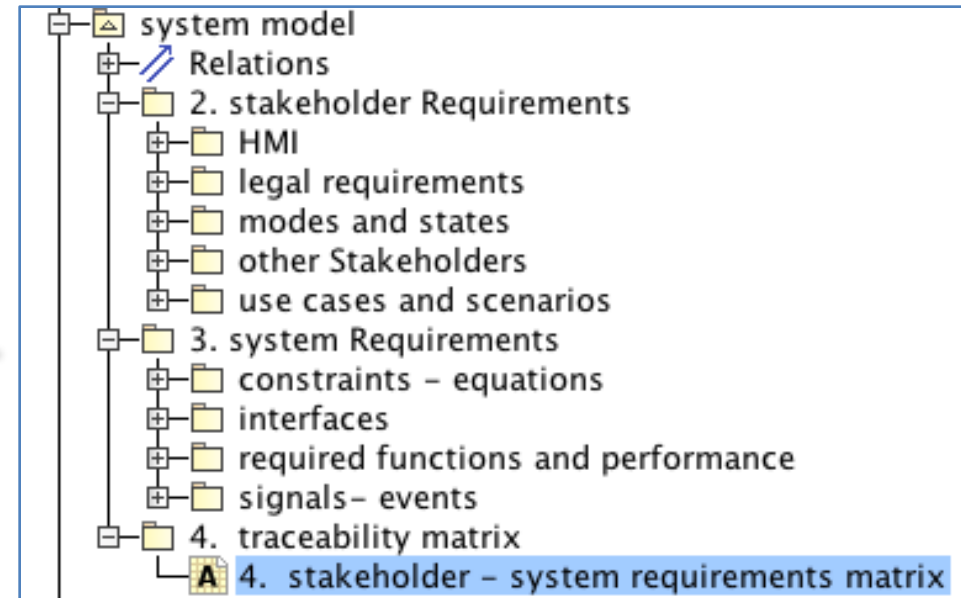 system model
Relations
2. stakeholder Requirements
HMI
legal requirements
modes and states
other Stakeholders
use cases and scenarios
3. system Requirements
constraints – equations
interfaces
required functions and performance
signals– events
4. traceability matrix
A 4. stakeholder – system requirements matrix